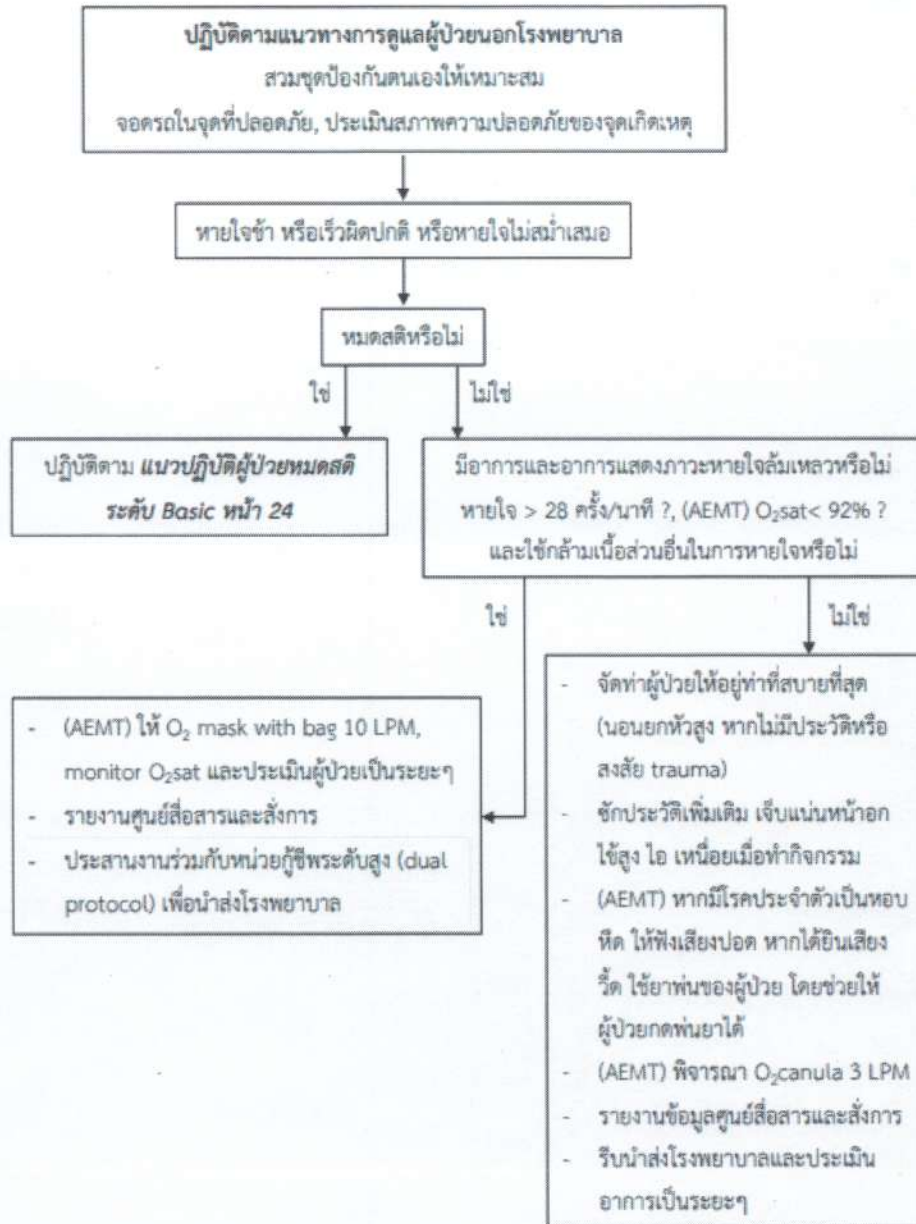 ปฏิบัติตามแนวทางการดูแลผู้ป่วยนอกโรงพยาบาล
สวมชุดป้องกันตนเองให้เหมาะสม
จอดรถในจุดที่ปลอดภัย, ประเมินสภาพความปลอดภัยของจุดเกิดเหตุ
หายใจช้า หรือเร็วผิดปกติ หรือหายใจไม่สม่ำเสมอ
หมดสติหรือไม่
ใช่
ไม่ใช่
ปฏิบัติตาม แนวปฏิบัติผู้ป่วยหมดสติ
ระดับ Basic หน้า 24
มีอาการและอาการแสดงภาวะหายใจล้มเหลวหรือไม่
หายใจ > 28 ครั้ง/นาที ?, (AEMT) O₂sat< 92% ?
และใช้กล้ามเนื้อส่วนอื่นในการหายใจหรือไม่
ใช่
ไม่ใช่
- (AEMT) ให้ O₂ mask with bag 10 LPM,
monitor O₂sat และประเมินผู้ป่วยเป็นระยะๆ
- รายงานศูนย์สื่อสารและสั่งการ
- ประสานงานร่วมกับหน่วยกู้ชีพระดับสูง (dual
protocol) เพื่อนำส่งโรงพยาบาล
- จัดท่าผู้ป่วยให้อยู่ท่าที่สบายที่สุด
(นอนยกหัวสูง หากไม่มีประวัติหรือ
สงสัย trauma)
- ซักประวัติเพิ่มเติม เจ็บแน่นหน้าอก
ไข้สูง ไอ เหนื่อยเมื่อทำกิจกรรม
- (AEMT) หากมีโรคประจำตัวเป็นหอบ
หืด ให้ฟังเสียงปอด หากได้ยินเสียง
วี้ด ใช้ยาพ่นของผู้ป่วย โดยช่วยให้
ผู้ป่วยกดพ่นยาได้
- (AEMT) พิจารณา O₂canula 3 LPM
- รายงานข้อมูลศูนย์สื่อสารและสั่งการ
- รีบนำส่งโรงพยาบาลและประเมิน
อาการเป็นระยะๆ